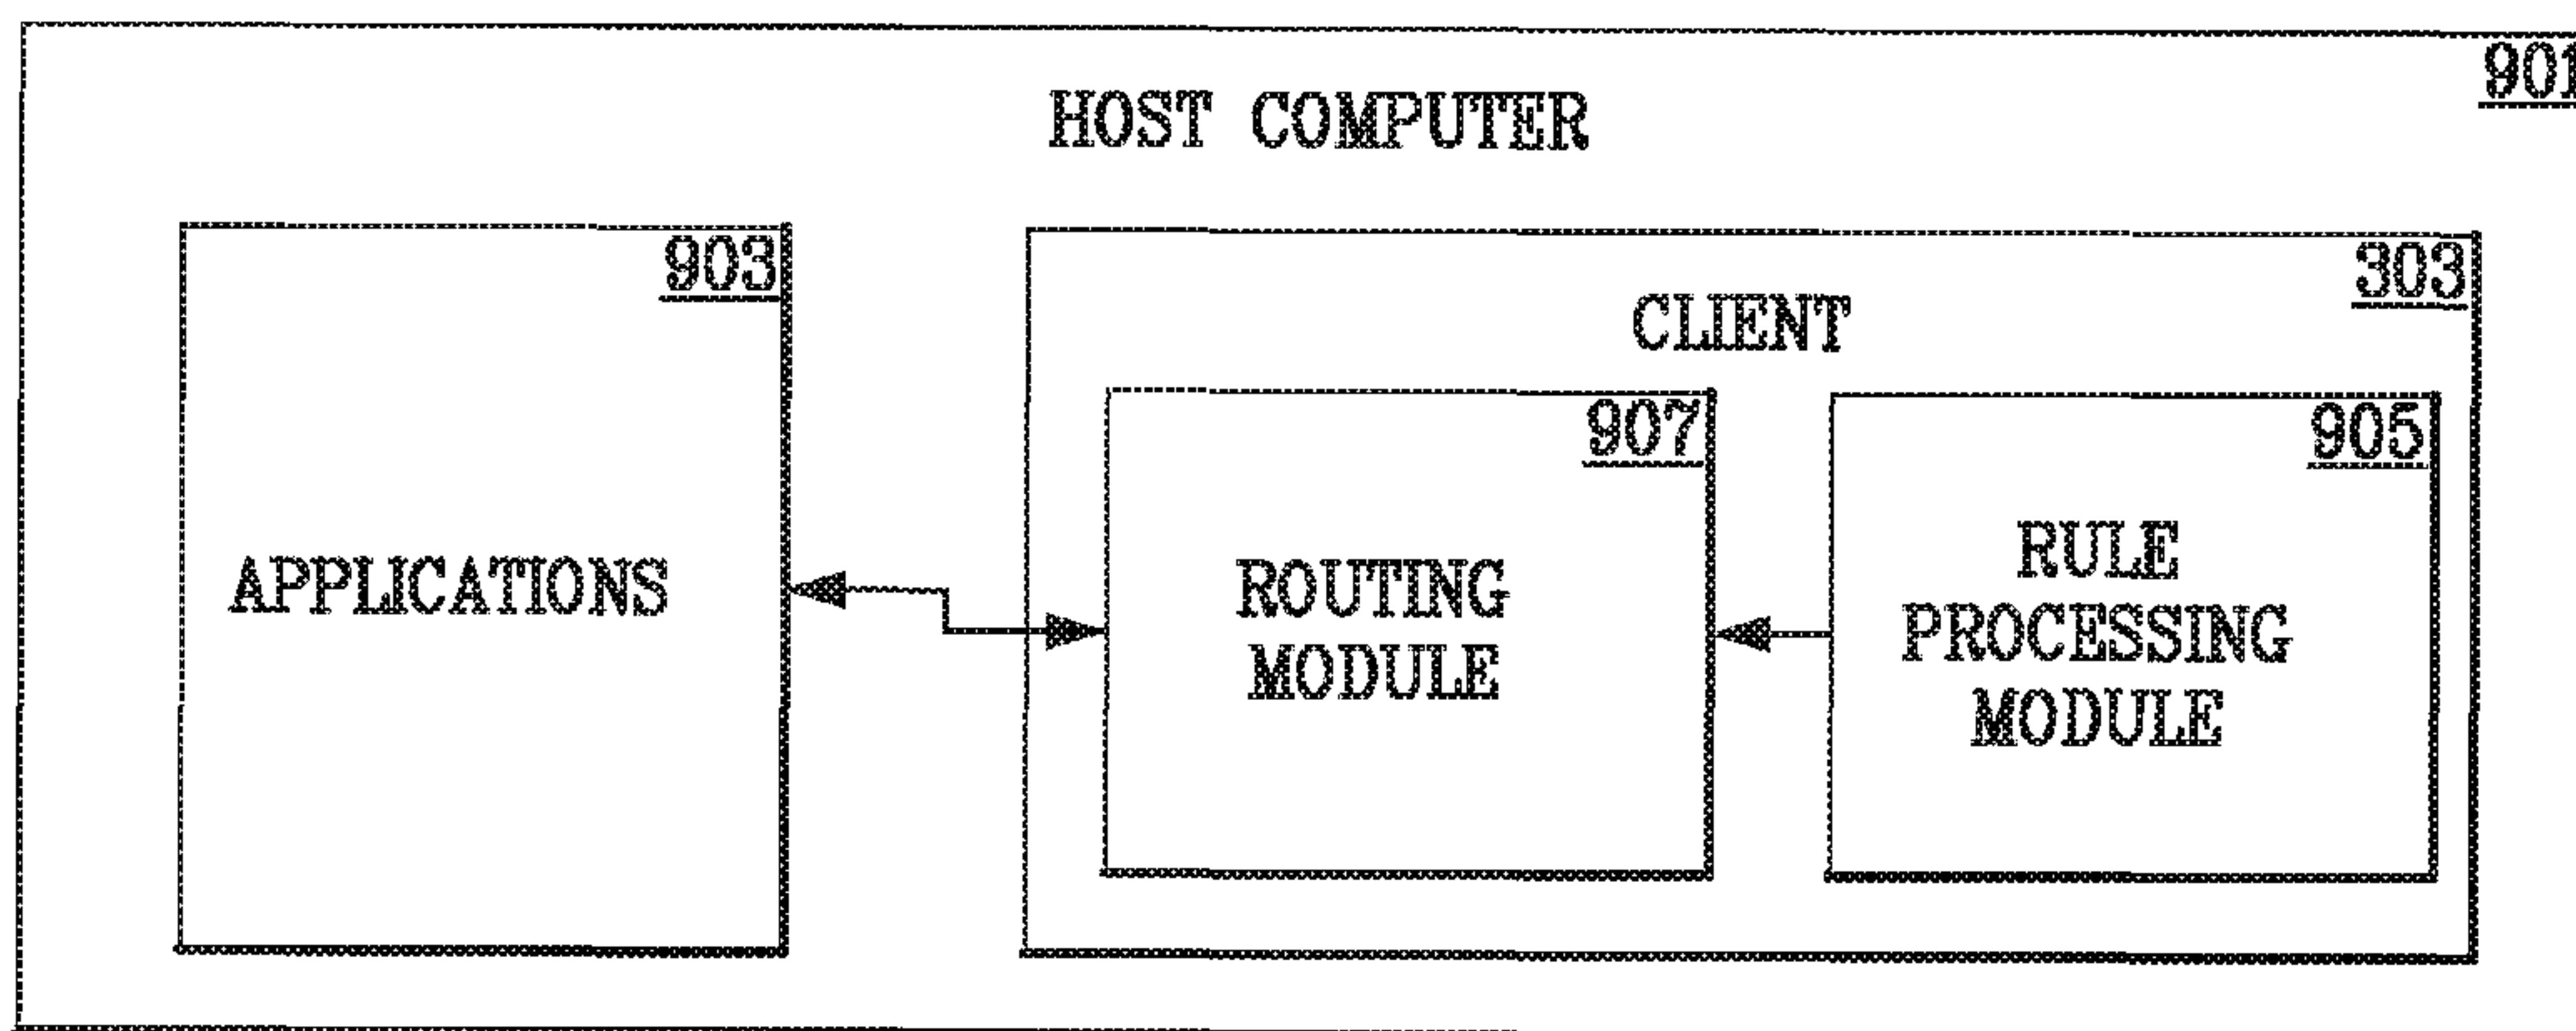 901
HOST COMPUTER
903
303
CLIENT
907
905
APPLICATIONS
ROUTING
MODULE
RULE
PROCESSING
MODULE